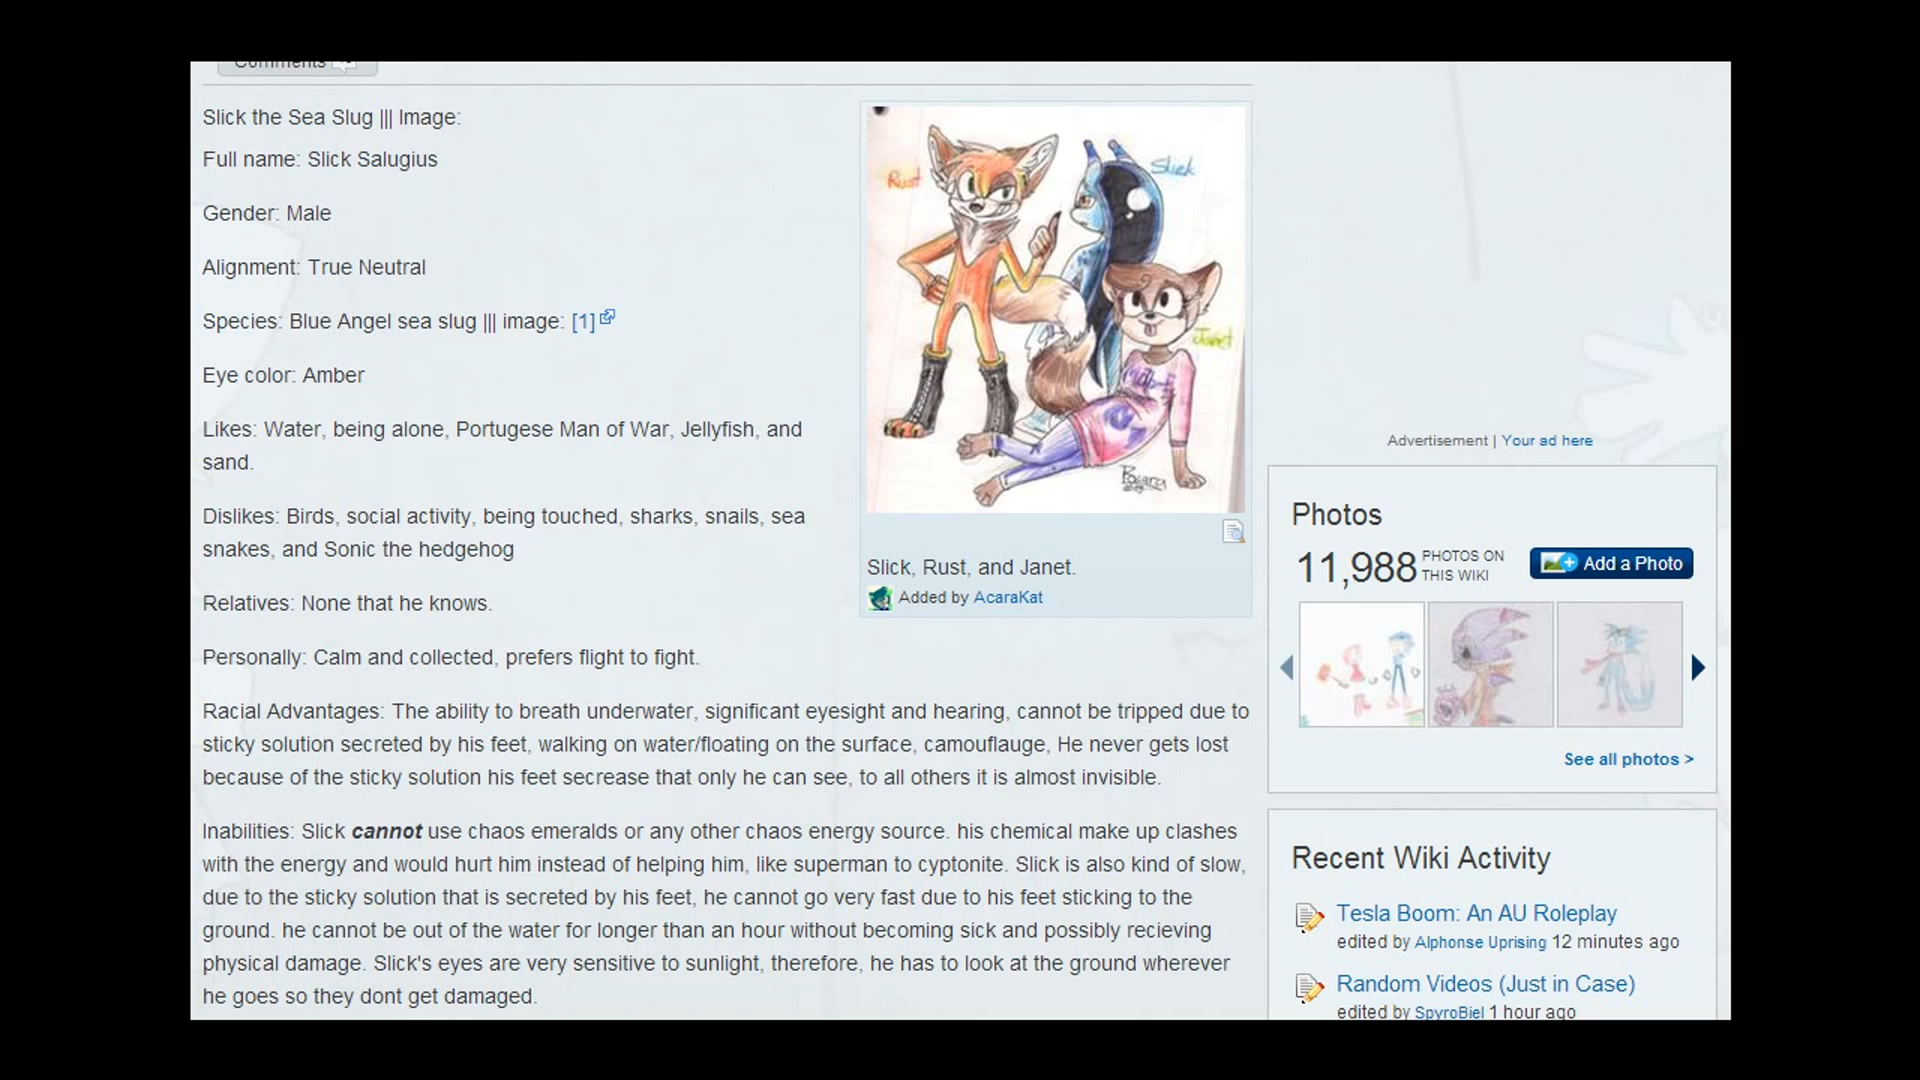 Comments
Slick the Sea Slug ||| Image:
Full name: Slick Salugius
Gender: Male
Alignment: True Neutral
Species: Blue Angel sea slug ||| image: [1]
Eye color: Amber
Likes: Water, being alone, Portugese Man of War, Jellyfish, and
sand.
Dislikes: Birds, social activity, being touched, sharks, snails, sea
snakes, and Sonic the hedgehog
Relatives: None that he knows.
Personally: Calm and collected, prefers flight to fight.
Racial Advantages: The ability to breath underwater, significant eyesight and hearing, cannot be tripped due to
sticky solution secreted by his feet, walking on water/floating on the surface, camouflauge, He never gets lost
because of the sticky solution his feet secrease that only he can see, to all others it is almost invisible.
Inabilities: Slick cannot use chaos emeralds or any other chaos energy source. his chemical make up clashes
with the energy and would hurt him instead of helping him, like superman to cyptonite. Slick is also kind of slow,
due to the sticky solution that is secreted by his feet, he cannot go very fast due to his feet sticking to the
ground. he cannot be out of the water for longer than an hour without becoming sick and possibly recieving
physical damage. Slick's eyes are very sensitive to sunlight, therefore, he has to look at the ground wherever
he goes so they dont get damaged.
Rust
Slick
Janet
Slick, Rust, and Janet.
Added by AcaraKat
Advertisement | Your ad here
Photos
11,988 PHOTOS ON
THIS WIKI
Add a Photo
See all photos >
Recent Wiki Activity
Tesla Boom: An AU Roleplay
edited by Alphonse Uprising 12 minutes ago
Random Videos (Just in Case)
edited by SpyroBiel 1 hour ago